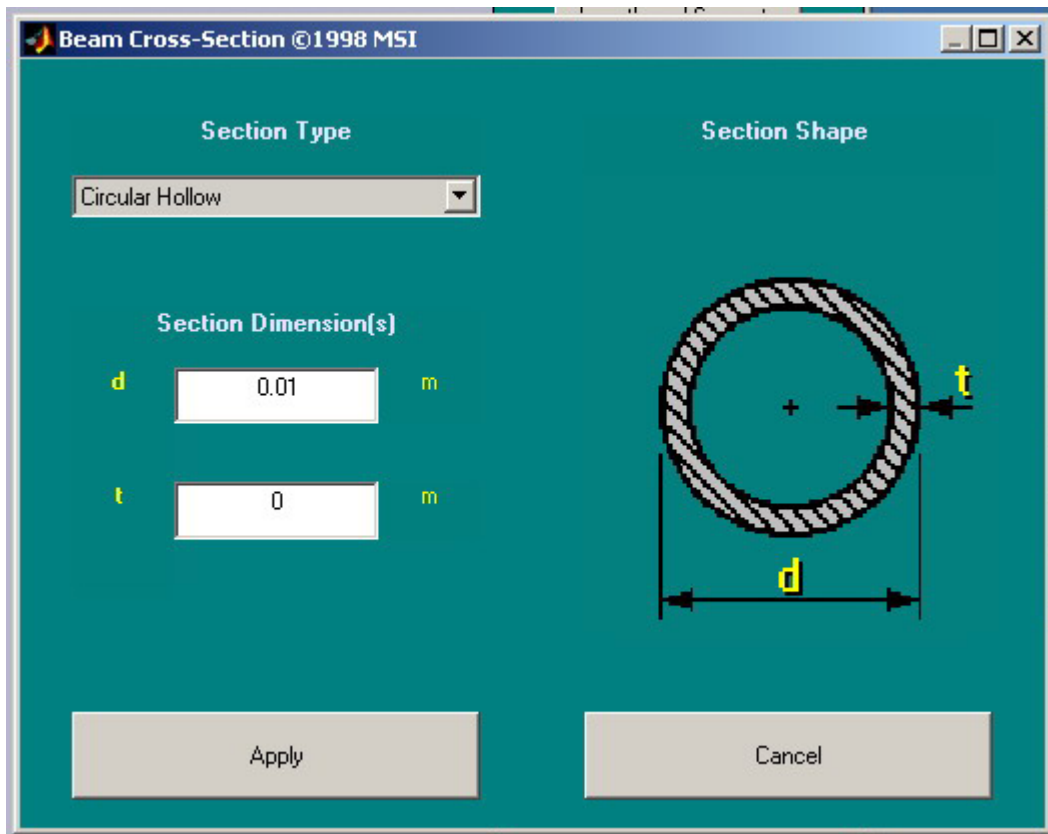 Beam Cross-Section ©1998 MSI
Section Type
Section Shape
Circular Hollow
Section Dimension(s)
d 0.01 m
t
t 0 m
d
Apply
Cancel